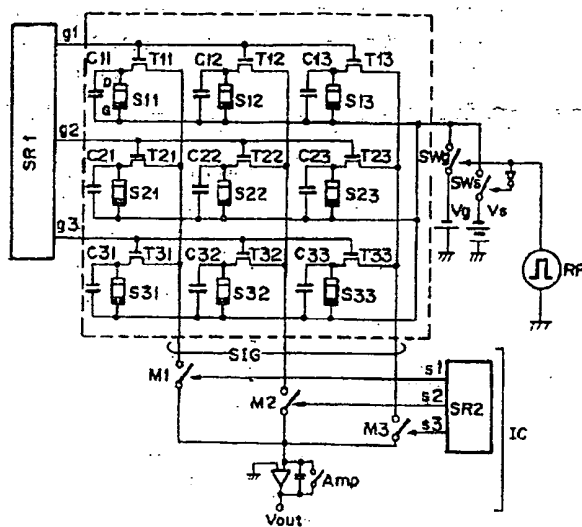 g1
C11 T11 C12 T12 C13 T13
D
G
S11 S12 S13
SR1
g2
C21 T21 C22 T22 C23 T23
S21 S22 S23
SWg
SWs
Vg Vs
g3
C31 T31 C32 T32 C33 T33
RF
S31 S32 S33
SIG
M1
s1
M2
s2
SR2
IC
M3
s3
Amp
Vout